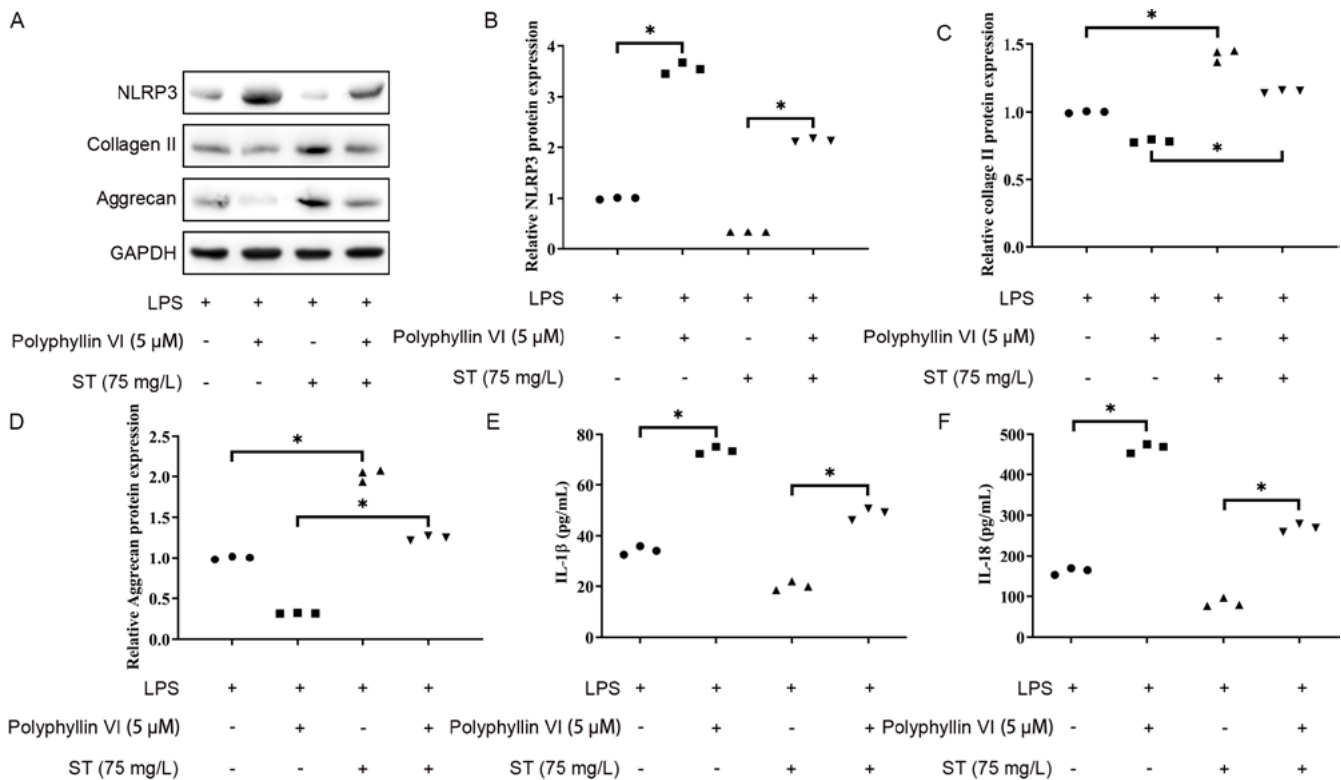 A
NLRP3
Collagen II
Aggrecan
GAPDH
LPS + + + +
Polyphyllin VI (5 μM) - + - +
ST (75 mg/L) - - + +
B
Relative NLRP3 protein expression
4
3
2
1
0
*
*
LPS + + + +
Polyphyllin VI (5 μM) - + - +
ST (75 mg/L) - - + +
C
Relative collage II protein expression
1.5
1.0
0.5
0.0
*
*
LPS + + + +
Polyphyllin VI (5 μM) - + - +
ST (75 mg/L) - - + +
D
Relative Aggrecan protein expression
2.5
2.0
1.5
1.0
0.5
0.0
*
*
LPS + + + +
Polyphyllin VI (5 μM) - + - +
ST (75 mg/L) - - + +
E
IL-1β (pg/mL)
80
60
40
20
0
*
*
LPS + + + +
Polyphyllin VI (5 μM) - + - +
ST (75 mg/L) - - + +
F
IL-18 (pg/mL)
500
400
300
200
100
0
*
*
LPS + + + +
Polyphyllin VI (5 μM) - + - +
ST (75 mg/L) - - + +